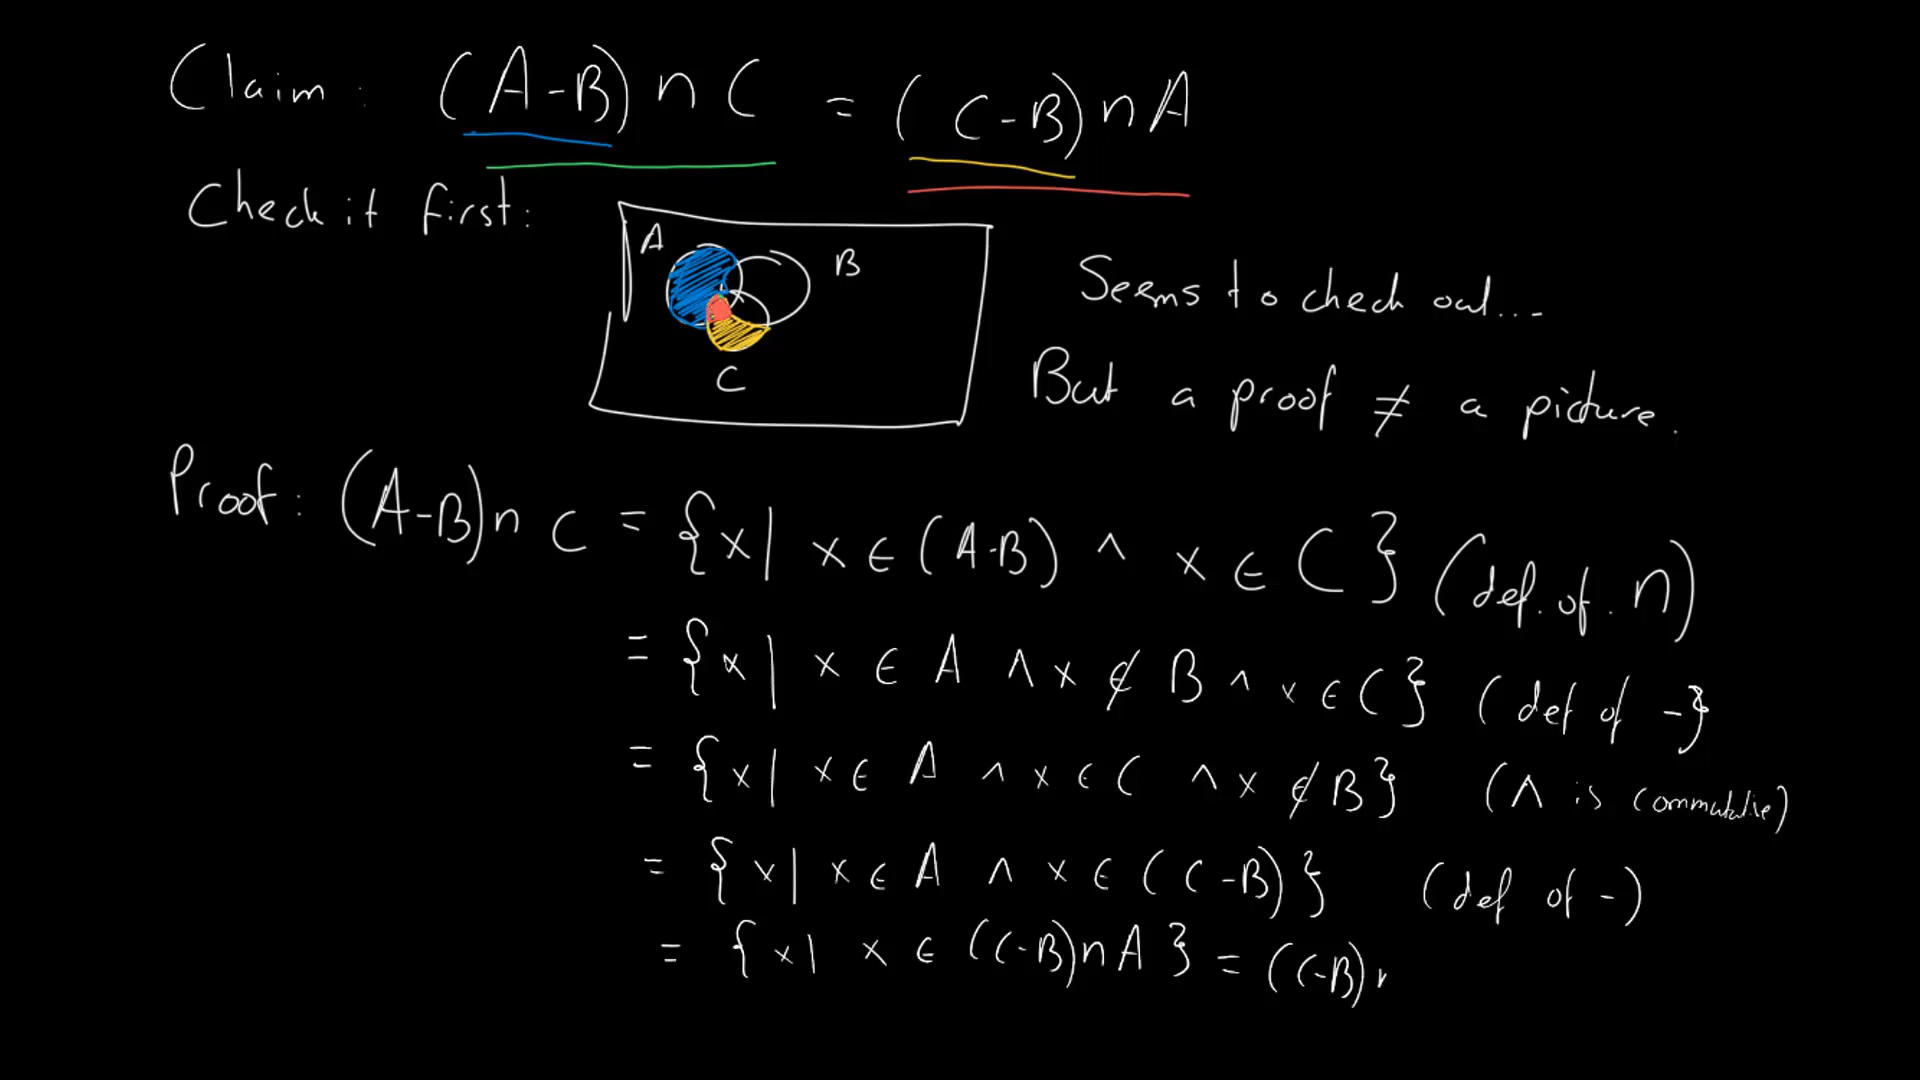 Claim: (A-B) ∩ C = (C-B) ∩ A
Check it first:
A
B
C
Seems to check out...
But a proof ≠ a picture.
Proof: (A-B) ∩ C = {x | x ∈ (A-B) ∧ x ∈ C} (def. of. ∩)
= {x | x ∈ A ∧ x ∉ B ∧ x ∈ C} (def of -}
= {x | x ∈ A ∧ x ∈ C ∧ x ∉ B} (∧ is commutative)
= {x | x ∈ A ∧ x ∈ (C-B)} (def of -)
= {x | x ∈ (C-B) ∩ A} = (C-B)